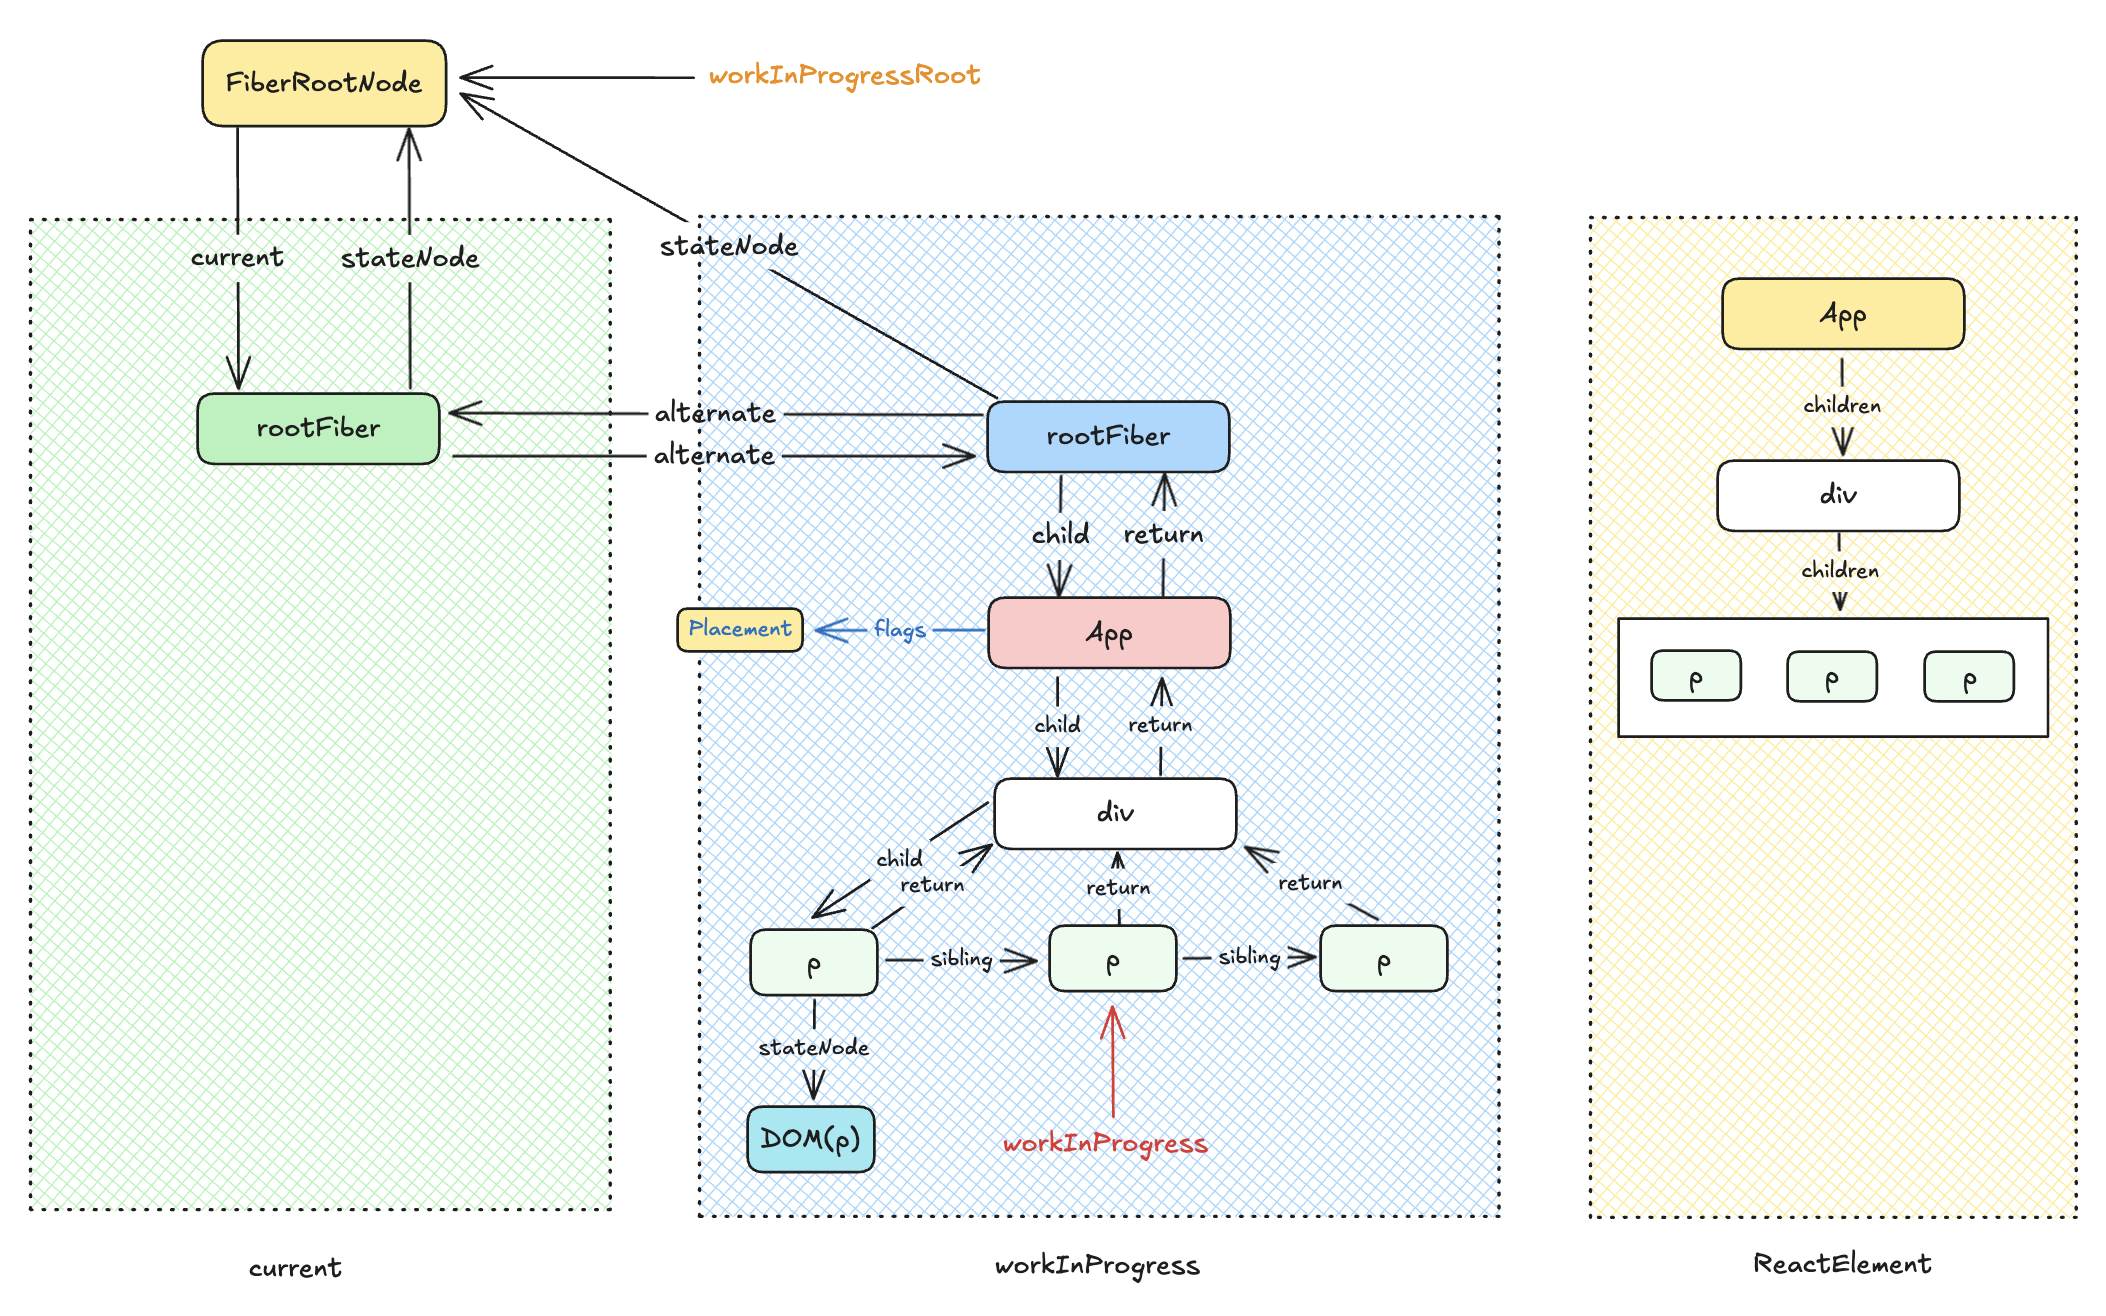 FiberRootNode
workInProgressRoot
current
stateNode
stateNode
rootFiber
alternate
alternate
rootFiber
child
return
Placement
flags
App
child
return
div
child
return
return
return
p
sibling
p
sibling
p
stateNode
DOM(p)
workInProgress
App
children
div
children
p
p
p
current
workInProgress
ReactElement